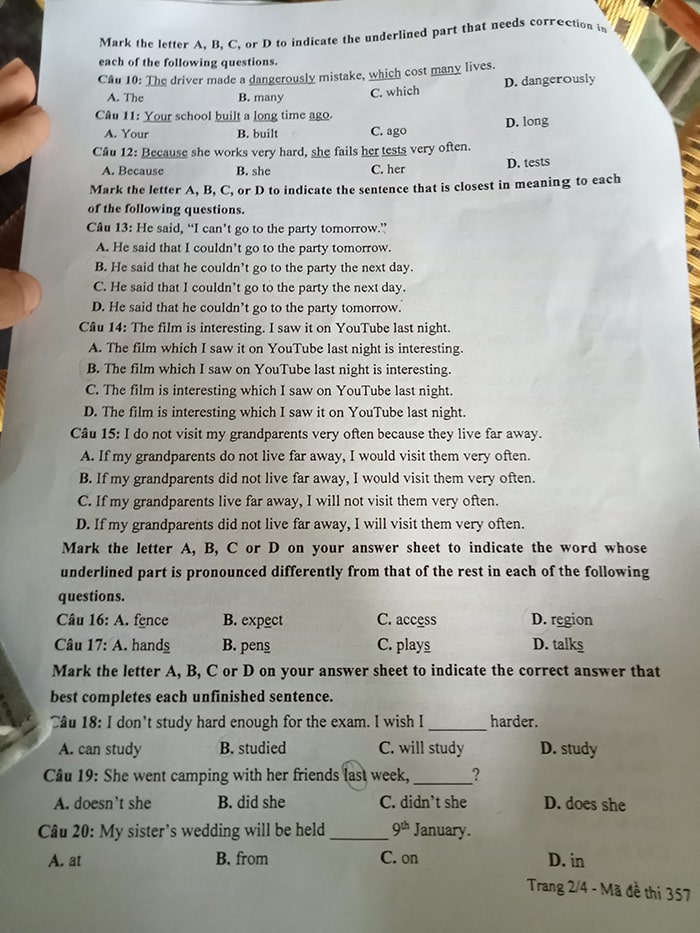 Mark the letter A, B, C, or D to indicate the underlined part that needs correction in
each of the following questions.
Câu 10: The driver made a dangerously mistake, which cost many lives.
A. The B. many C. which D. dangerously
Câu 11: Your school built a long time ago.
A. Your B. built C. ago D. long
Câu 12: Because she works very hard, she fails her tests very often.
A. Because B. she C. her D. tests
Mark the letter A, B, C, or D to indicate the sentence that is closest in meaning to each
of the following questions.
Câu 13: He said, “I can’t go to the party tomorrow.”
A. He said that I couldn’t go to the party tomorrow.
B. He said that he couldn’t go to the party the next day.
C. He said that I couldn’t go to the party the next day.
D. He said that he couldn’t go to the party tomorrow.
Câu 14: The film is interesting. I saw it on YouTube last night.
A. The film which I saw it on YouTube last night is interesting.
B. The film which I saw on YouTube last night is interesting.
C. The film is interesting which I saw on YouTube last night.
D. The film is interesting which I saw it on YouTube last night.
Câu 15: I do not visit my grandparents very often because they live far away.
A. If my grandparents do not live far away, I would visit them very often.
B. If my grandparents did not live far away, I would visit them very often.
C. If my grandparents live far away, I will not visit them very often.
D. If my grandparents did not live far away, I will visit them very often.
Mark the letter A, B, C or D on your answer sheet to indicate the word whose
underlined part is pronounced differently from that of the rest in each of the following
questions.
Câu 16: A. fence B. expect C. access D. region
Câu 17: A. hands B. pens C. plays D. talks
Mark the letter A, B, C or D on your answer sheet to indicate the correct answer that
best completes each unfinished sentence.
Câu 18: I don’t study hard enough for the exam. I wish I ________ harder.
A. can study B. studied C. will study D. study
Câu 19: She went camping with her friends last week, ________?
A. doesn’t she B. did she C. didn’t she D. does she
Câu 20: My sister’s wedding will be held ________ 9th January.
A. at B. from C. on D. in
Trang 2/4 - Mã đề thi 357